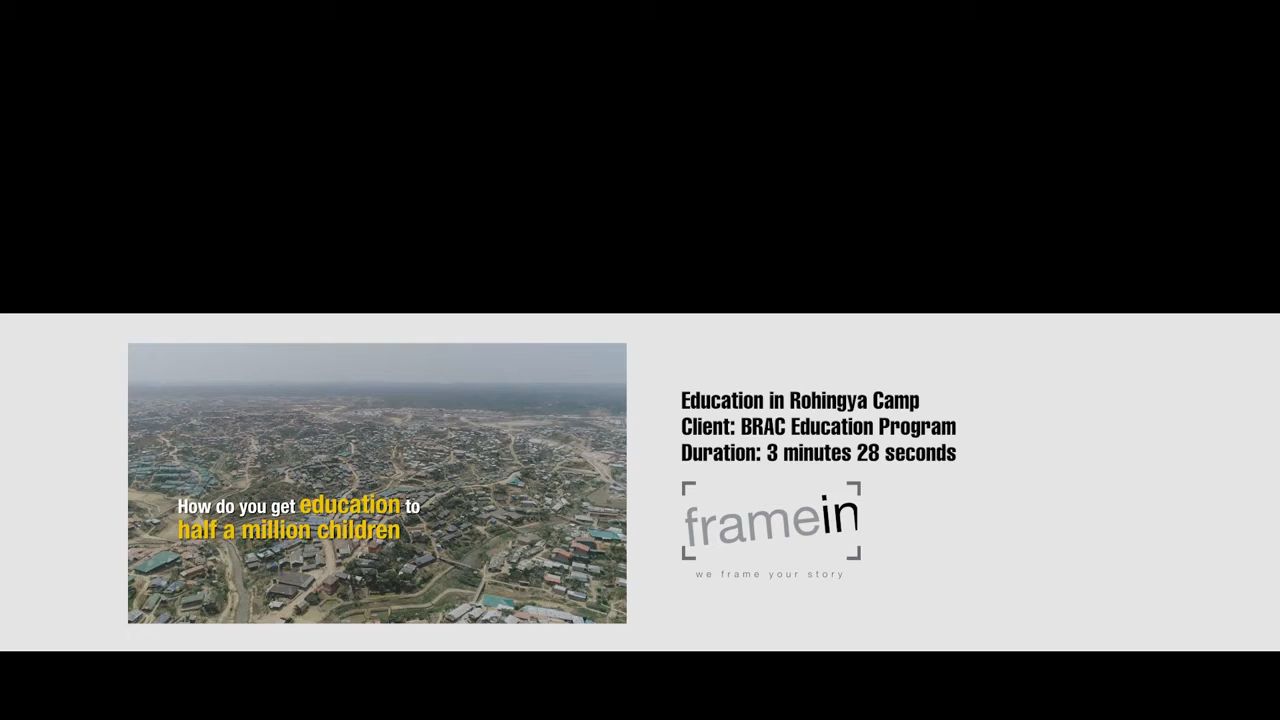 How do you get education to
half a million children
Education in Rohingya Camp
Client: BRAC Education Program
Duration: 3 minutes 28 seconds
framein
we frame your story